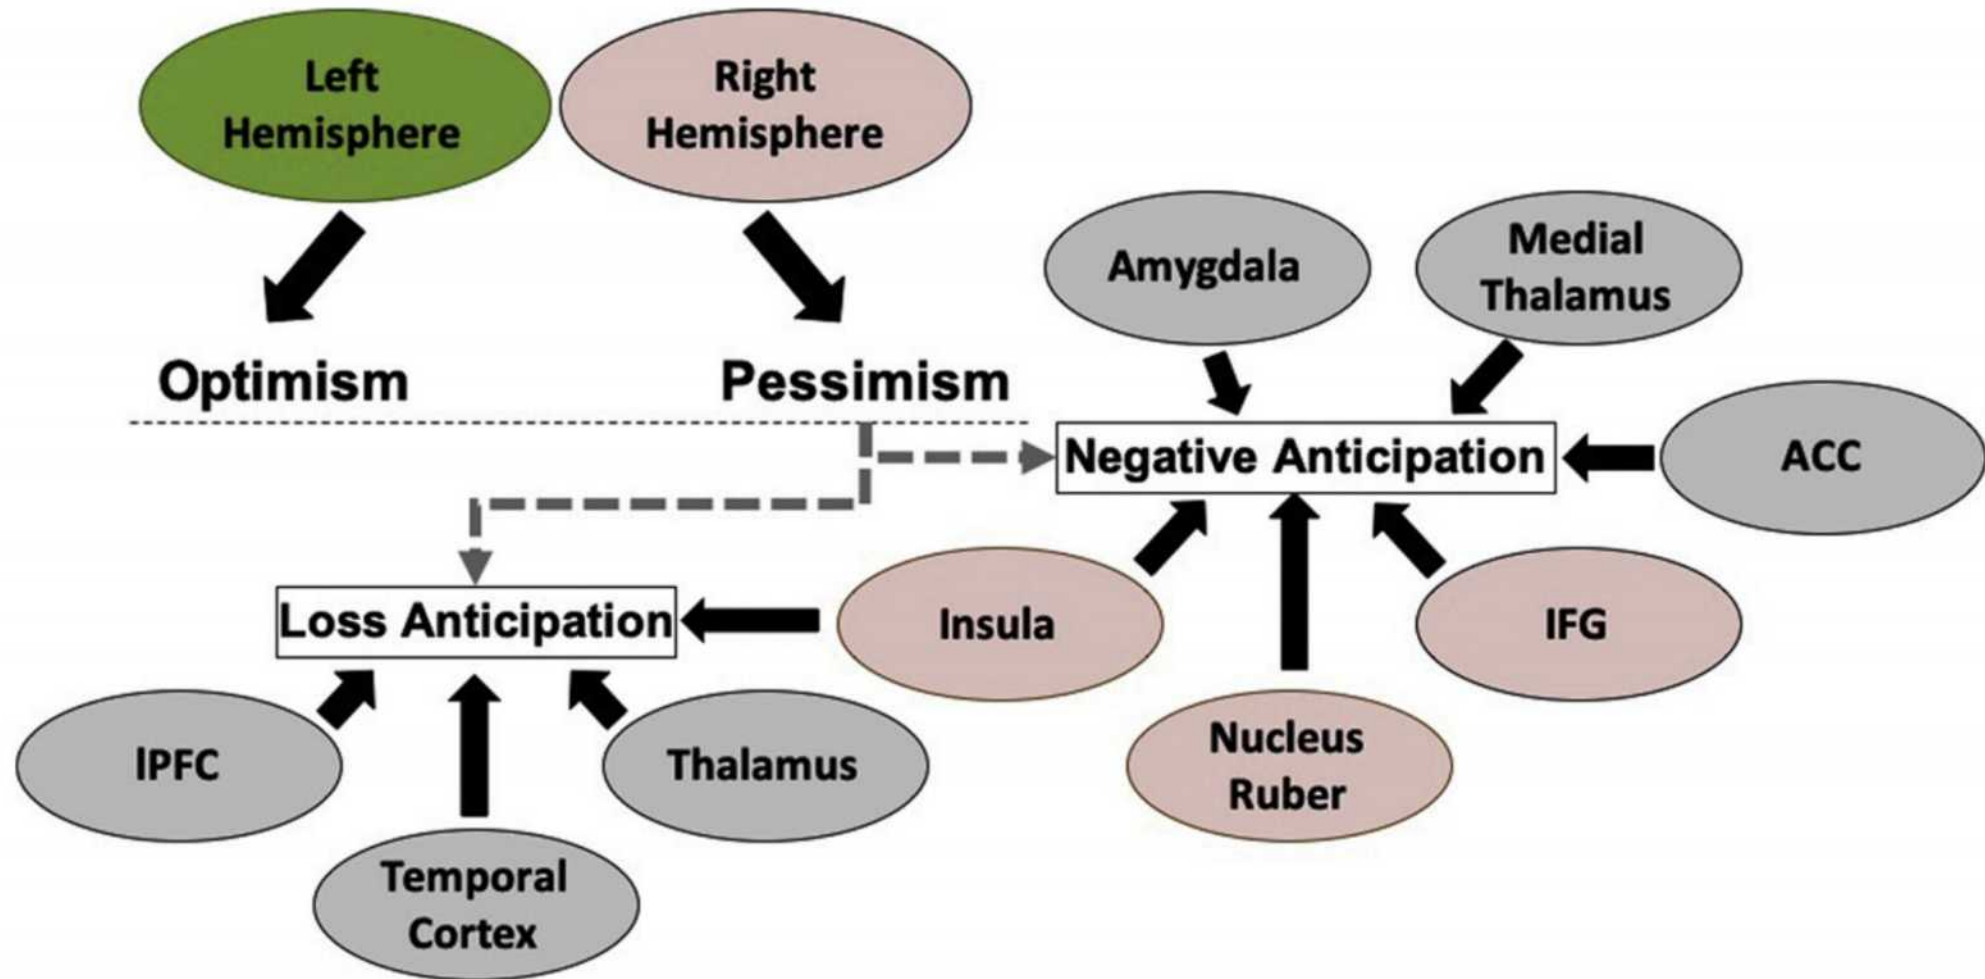 Left
Hemisphere
Right
Hemisphere
Optimism
Pessimism
Amygdala
Medial
Thalamus
Negative Anticipation
ACC
Loss Anticipation
Insula
IFG
lPFC
Thalamus
Nucleus
Ruber
Temporal
Cortex